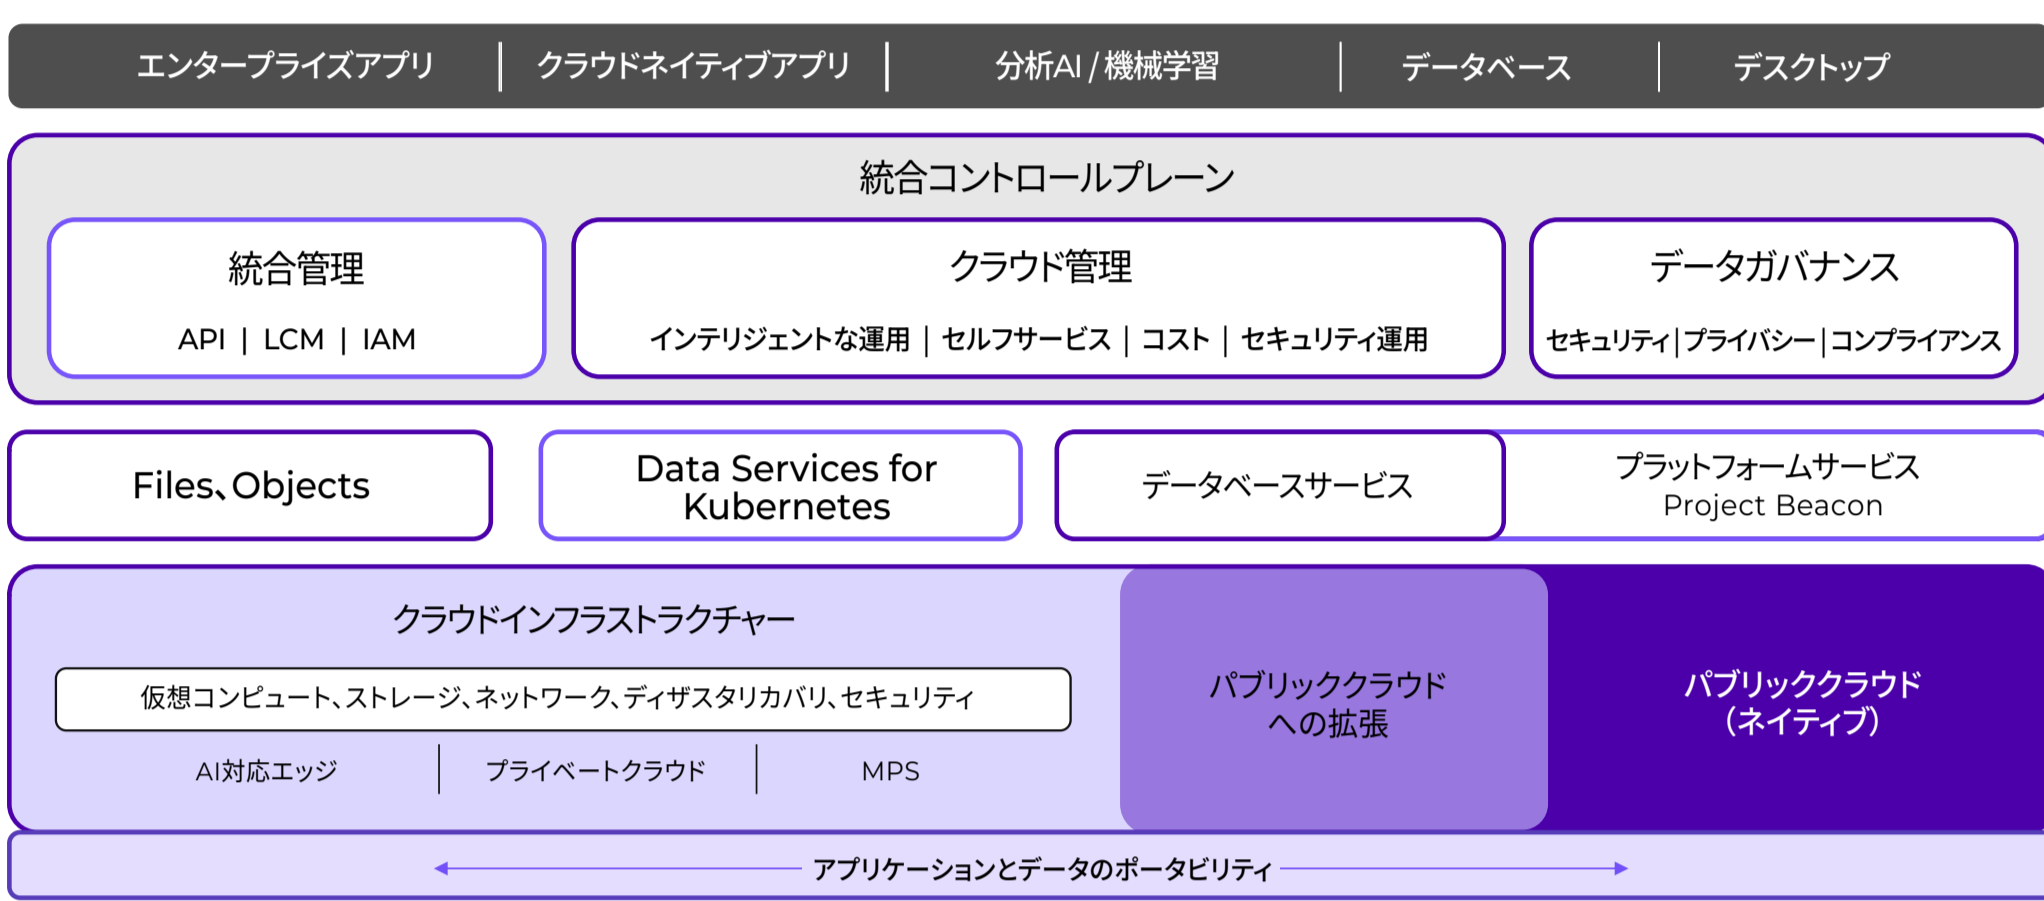 エンタープライズアプリ | クラウドネイティブアプリ | 分析AI / 機械学習 | データベース | デスクトップ
統合コントロールプレーン
統合管理
API | LCM | IAM
クラウド管理
インテリジェントな運用 | セルフサービス | コスト | セキュリティ運用
データガバナンス
セキュリティ|プライバシー|コンプライアンス
Files、Objects
Data Services for
Kubernetes
データベースサービス
プラットフォームサービス
Project Beacon
クラウドインフラストラクチャー
仮想コンピュート、ストレージ、ネットワーク、ディザスタリカバリ、セキュリティ
AI対応エッジ | プライベートクラウド | MPS
パブリッククラウド
への拡張
パブリッククラウド
（ネイティブ）
アプリケーションとデータのポータビリティ